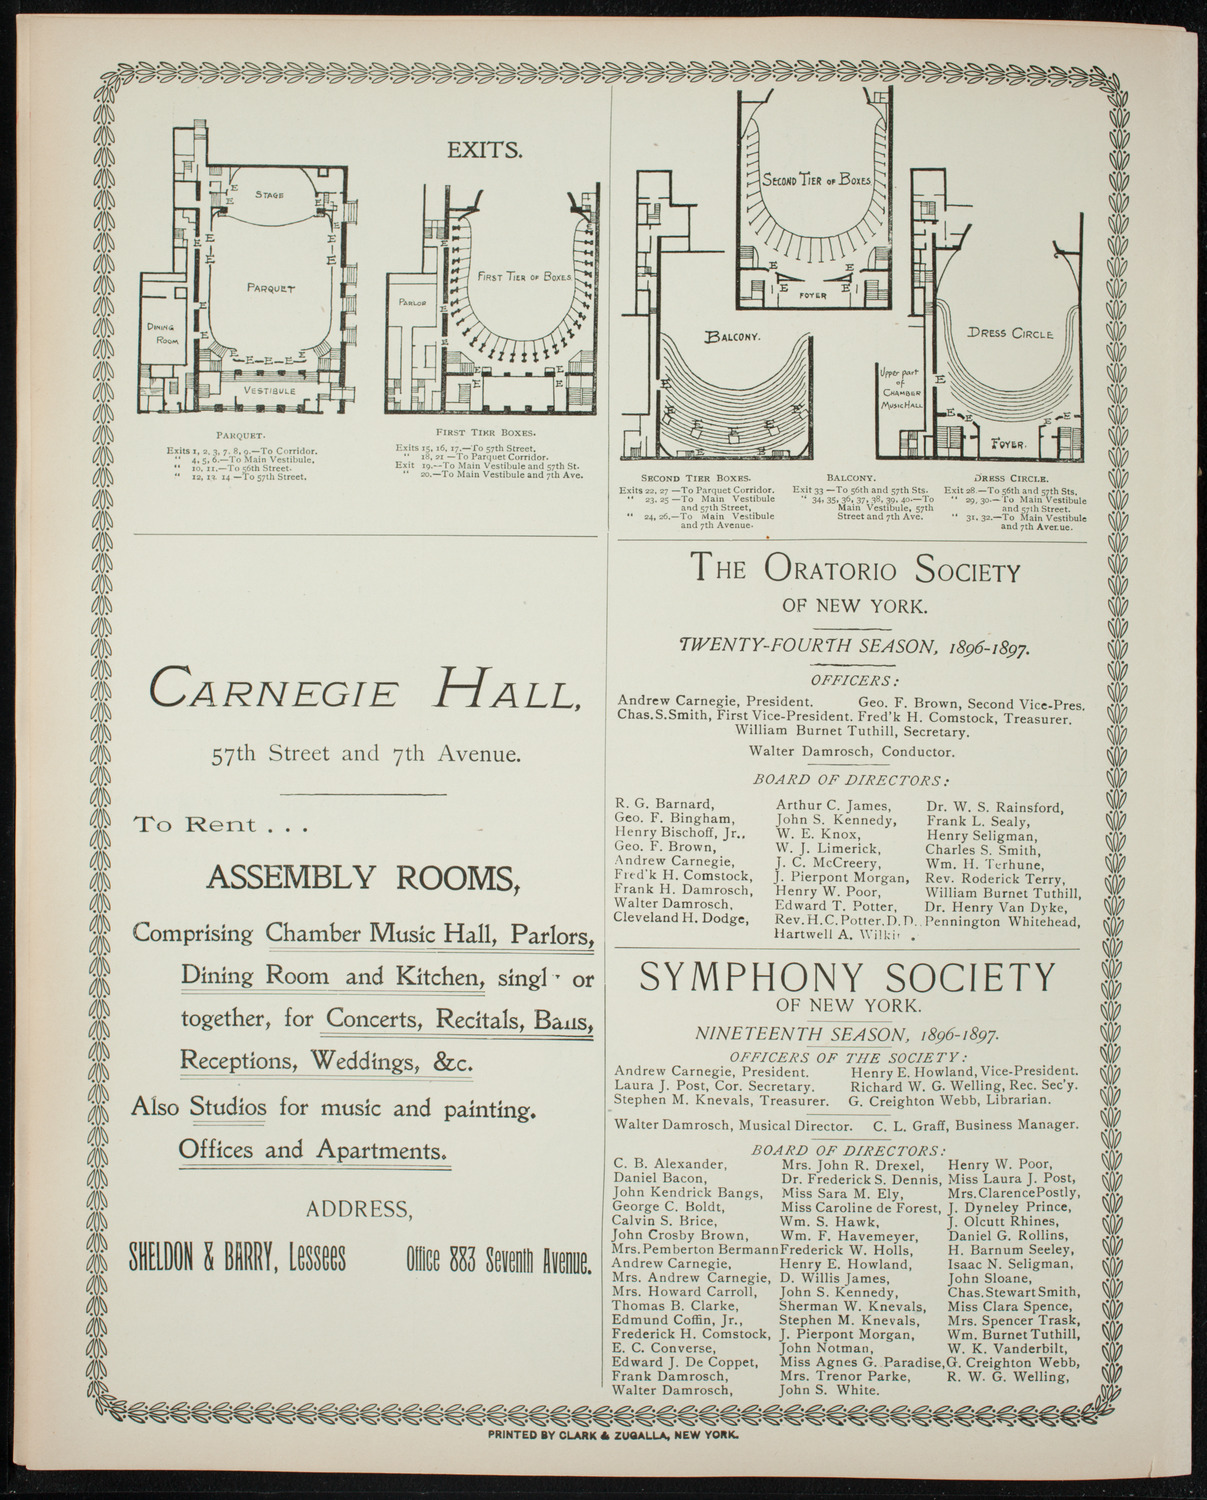 EXITS.
STAGE
PARQUET
DINING
ROOM
VESTIBULE
PARLOR
FIRST TIER OF BOXES
PARQUET.
Exits 1, 2, 3, 7, 8, 9.—To Corridor.
" 4, 5, 6.—To Main Vestibule,
" 10, 11.—To 56th Street.
" 12, 13. 14 —To 57th Street.
FIRST TIER BOXES.
Exits 15, 16, 17.—To 57th Street,
" 18, 21 —To Parquet Corridor.
Exit 19.—To Main Vestibule and 57th St.
" 20.—To Main Vestibule and 7th Ave.
SECOND TIER OF BOXES
FOYER
BALCONY.
DRESS CIRCLE
Upper part
of
CHAMBER
MUSIC HALL
FOYER.
SECOND TIER BOXES.
Exits 22, 27 —To Parquet Corridor.
" 23, 25 —To Main Vestibule
and 57th Street,
" 24, 26.—To Main Vestibule
and 7th Avenue.
BALCONY.
Exit 33 —To 56th and 57th Sts.
" 34, 35, 36, 37, 38, 39, 40.—To
Main Vestibule, 57th
Street and 7th Ave.
DRESS CIRCLE.
Exit 28.—To 56th and 57th Sts,
" 29, 30.—To Main Vestibule
and 57th Street.
" 31, 32.—To Main Vestibule
and 7th Avenue.
CARNEGIE HALL,
57th Street and 7th Avenue.
To Rent . . .
ASSEMBLY ROOMS,
Comprising Chamber Music Hall, Parlors,
Dining Room and Kitchen, singl or
together, for Concerts, Recitals, Balls,
Receptions, Weddings, &c.
Also Studios for music and painting.
Offices and Apartments.
ADDRESS,
SHELDON & BARRY, Lessees Office 883 Seventh Avenue.
THE ORATORIO SOCIETY
OF NEW YORK.
TWENTY-FOURTH SEASON, 1896-1897.
OFFICERS:
Andrew Carnegie, President. Geo. F. Brown, Second Vice-Pres.
Chas. S. Smith, First Vice-President. Fred'k H. Comstock, Treasurer.
William Burnet Tuthill, Secretary.
Walter Damrosch, Conductor.
BOARD OF DIRECTORS:
R. G. Barnard, Arthur C. James, Dr. W. S. Rainsford,
Geo. F. Bingham, John S. Kennedy, Frank L. Sealy,
Henry Bischoff, Jr., W. E. Knox, Henry Seligman,
Geo. F. Brown, W. J. Limerick, Charles S. Smith,
Andrew Carnegie, J. C. McCreery, Wm. H. Terhune,
Fred'k H. Comstock, J. Pierpont Morgan, Rev. Roderick Terry,
Frank H. Damrosch, Henry W. Poor, William Burnet Tuthill,
Walter Damrosch, Edward T. Potter, Dr. Henry Van Dyke,
Cleveland H. Dodge, Rev. H. C. Potter, D. D. Pennington Whitehead,
Hartwell A.
SYMPHONY SOCIETY
OF NEW YORK.
NINETEENTH SEASON, 1896-1897.
OFFICERS OF THE SOCIETY:
Andrew Carnegie, President. Henry E. Howland, Vice-President.
Laura J. Post, Cor. Secretary. Richard W. G. Welling, Rec. Sec'y.
Stephen M. Knevals, Treasurer. G. Creighton Webb, Librarian.
Walter Damrosch, Musical Director. C. L. Graff, Business Manager.
BOARD OF DIRECTORS:
C. B. Alexander, Mrs. John R. Drexel, Henry W. Poor,
Daniel Bacon, Dr. Frederick S. Dennis, Miss Laura J. Post,
John Kendrick Bangs, Miss Sara M. Ely, Mrs. Clarence Postly,
George C. Boldt, Miss Caroline de Forest, J. Dyneley Prince,
Calvin S. Brice, Wm. S. Hawk, J. Olcutt Rhines,
John Crosby Brown, Wm. F. Havemeyer, Daniel G. Rollins,
Mrs. Pemberton Bermann Frederick W. Holls, H. Barnum Seeley,
Andrew Carnegie, Henry E. Howland, Isaac N. Seligman,
Mrs. Andrew Carnegie, D. Willis James, John Sloane,
Mrs. Howard Carroll, John S. Kennedy, Chas. Stewart Smith,
Thomas B. Clarke, Sherman W. Knevals, Miss Clara Spence,
Edmund Coffin, Jr., Stephen M. Knevals, Mrs. Spencer Trask,
Frederick H. Comstock, J. Pierpont Morgan, Wm. Burnet Tuthill,
E. C. Converse, John Notman, W. K. Vanderbilt,
Edward J. De Coppet, Miss Agnes G. Paradise, G. Creighton Webb,
Frank Damrosch, Mrs. Trenor Parke, R. W. G. Welling,
Walter Damrosch, John S. White.
PRINTED BY CLARK & ZUGALLA, NEW YORK.